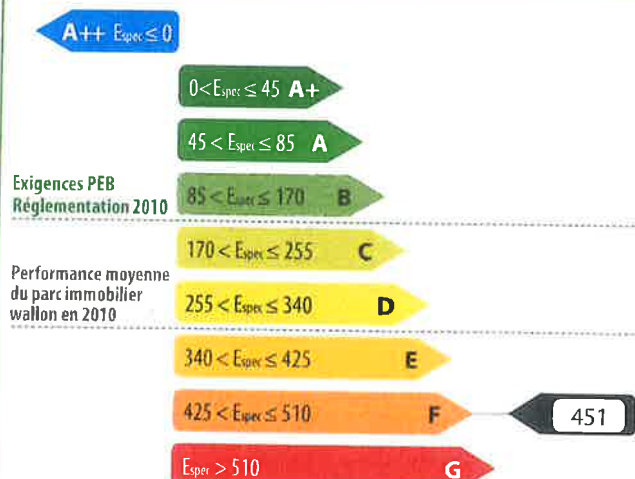 A++ Espec ≤ 0
0 < Espec ≤ 45 A+
45 < Espec ≤ 85 A
Exigences PEB
Réglementation 2010
85 < Espec ≤ 170 B
170 < Espec ≤ 255 C
Performance moyenne
du parc immobilier
wallon en 2010
255 < Espec ≤ 340 D
340 < Espec ≤ 425 E
425 < Espec ≤ 510 F
451
Espec > 510 G